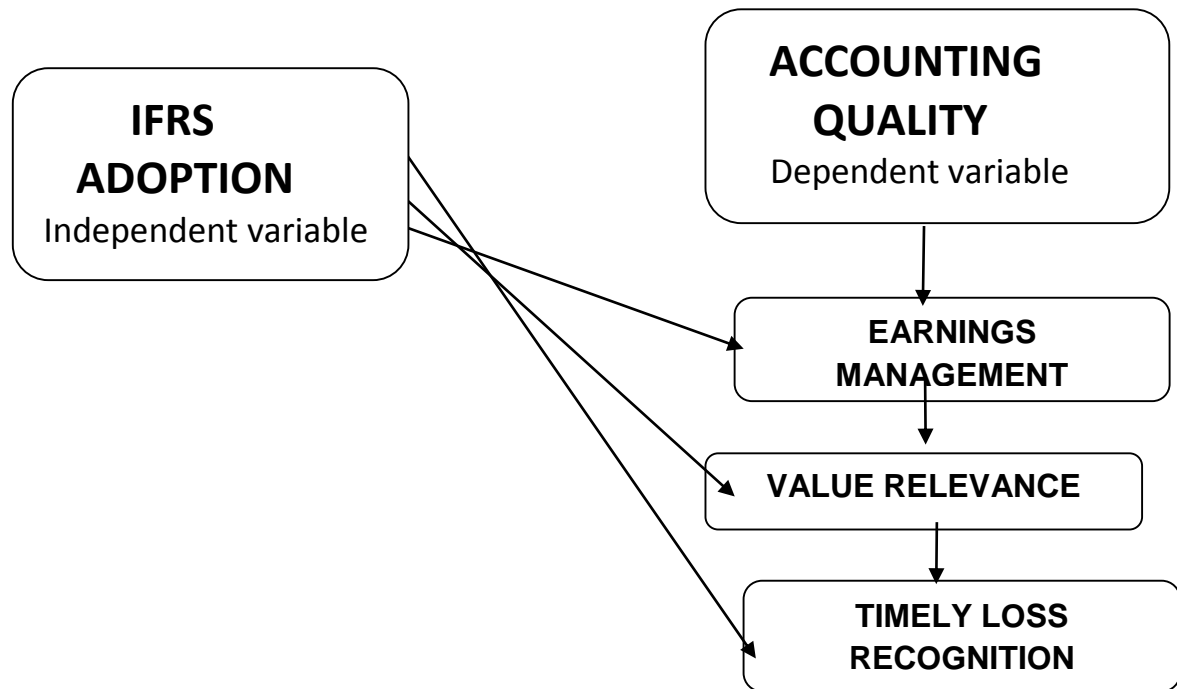 IFRS
ADOPTION
Independent variable
ACCOUNTING
QUALITY
Dependent variable
EARNINGS
MANAGEMENT
VALUE RELEVANCE
TIMELY LOSS
RECOGNITION